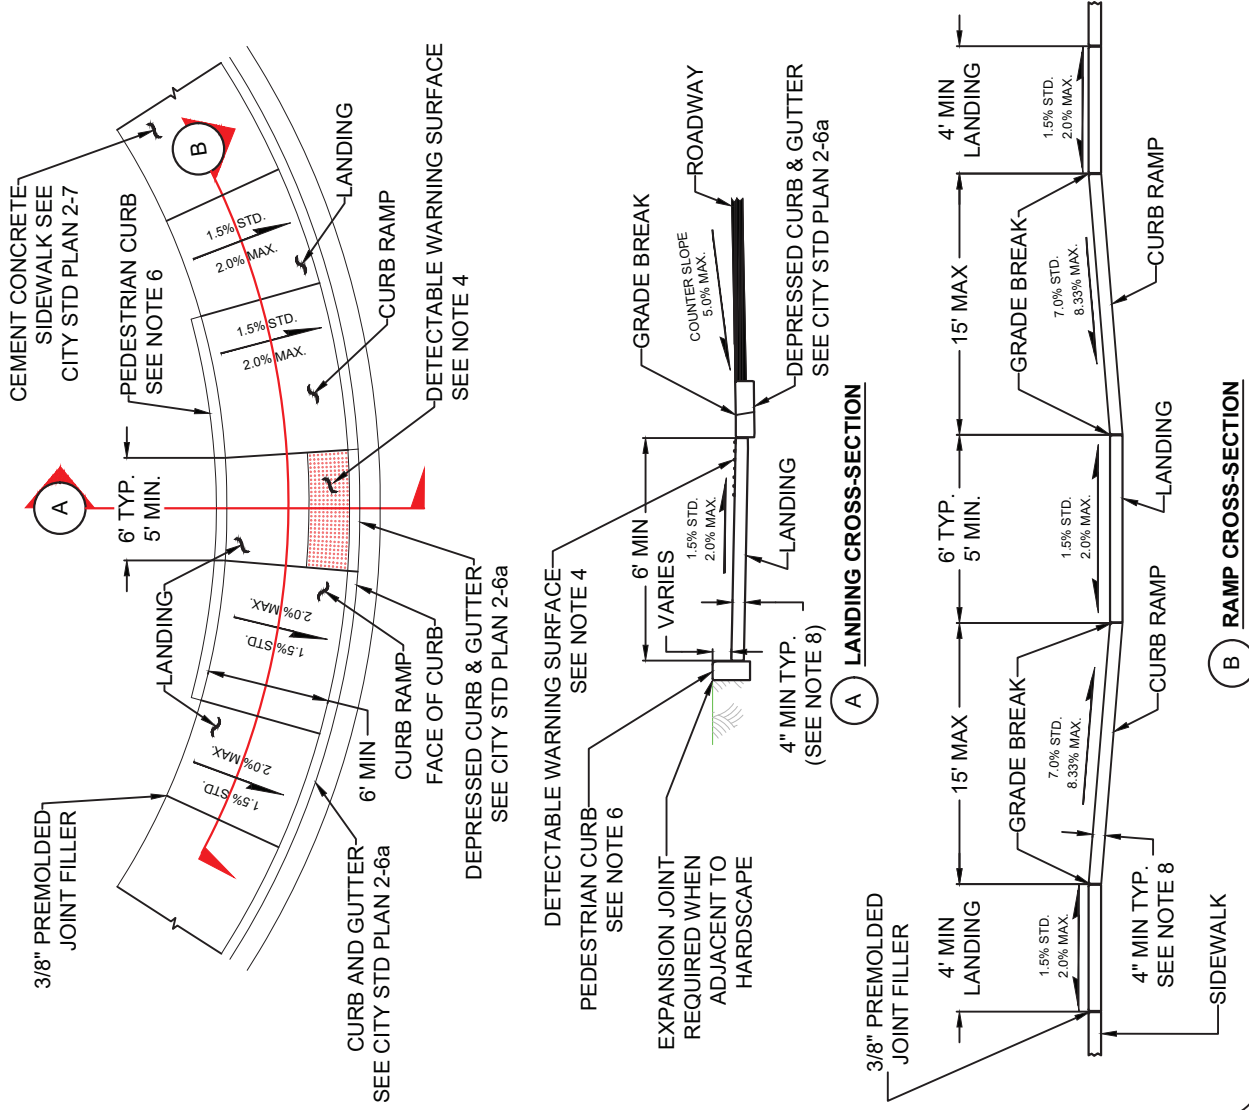 CEMENT CONCRETE
SIDEWALK SEE
CITY STD PLAN 2-7
PEDESTRIAN CURB
SEE NOTE 6
6' TYP.
5' MIN.
A
LANDING
3/8" PREMOLDED
JOINT FILLER
B
1.5% STD.
2.0% MAX.
1.5% STD.
2.0% MAX.
LANDING
CURB RAMP
DETECTABLE WARNING SURFACE
SEE NOTE 4
2.0% MAX.
1.5% STD.
2.0% MAX.
1.5% STD.
6' MIN
CURB RAMP
FACE OF CURB
DEPRESSED CURB & GUTTER
SEE CITY STD PLAN 2-6a
CURB AND GUTTER
SEE CITY STD PLAN 2-6a
DETECTABLE WARNING SURFACE
SEE NOTE 4
PEDESTRIAN CURB
SEE NOTE 6
EXPANSION JOINT
REQUIRED WHEN
ADJACENT TO
HARDSCAPE
6' MIN
VARIES
1.5% STD.
2.0% MAX.
GRADE BREAK
COUNTER SLOPE
5.0% MAX.
ROADWAY
DEPRESSED CURB & GUTTER
SEE CITY STD PLAN 2-6a
LANDING
4" MIN TYP.
(SEE NOTE 8)
A
LANDING CROSS-SECTION
3/8" PREMOLDED
JOINT FILLER
4' MIN
LANDING
15' MAX
6' TYP.
5' MIN.
15' MAX
4' MIN
LANDING
GRADE BREAK
GRADE BREAK
1.5% STD.
2.0% MAX.
7.0% STD.
8.33% MAX.
1.5% STD.
2.0% MAX.
7.0% STD.
8.33% MAX.
1.5% STD.
2.0% MAX.
SIDEWALK
4" MIN TYP.
SEE NOTE 8
CURB RAMP
LANDING
CURB RAMP
B
RAMP CROSS-SECTION